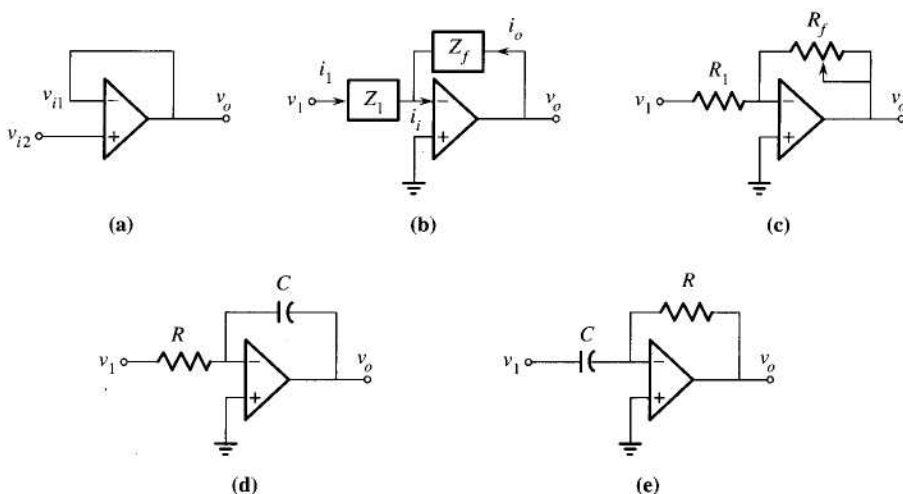 v_{i1}
v_{i2}
−
+
v_o
(a)
v_1
i_1
Z_1
i_i
Z_f
i_o
−
+
v_o
(b)
v_1
R_1
R_f
−
+
v_o
(c)
v_1
R
C
−
+
v_o
(d)
v_1
C
R
−
+
v_o
(e)